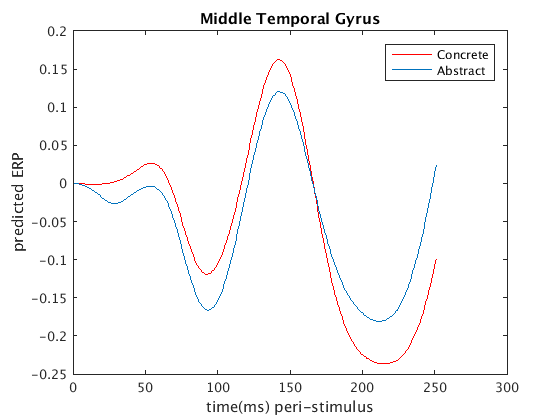 Middle Temporal Gyrus
Concrete
Abstract
predicted ERP
0.2
0.15
0.1
0.05
0
-0.05
-0.1
-0.15
-0.2
-0.25
0 50 100 150 200 250 300
time(ms) peri-stimulus